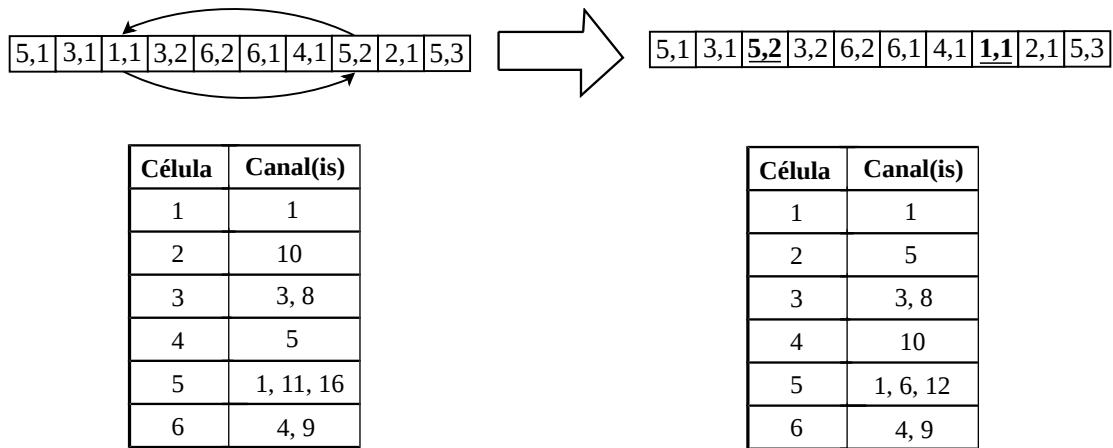 5,1 3,1 1,1 3,2 6,2 6,1 4,1 5,2 2,1 5,3
5,1 3,1 5,2 3,2 6,2 6,1 4,1 1,1 2,1 5,3
Célula Canal(is)
1 1
2 10
3 3, 8
4 5
5 1, 11, 16
6 4, 9
Célula Canal(is)
1 1
2 5
3 3, 8
4 10
5 1, 6, 12
6 4, 9